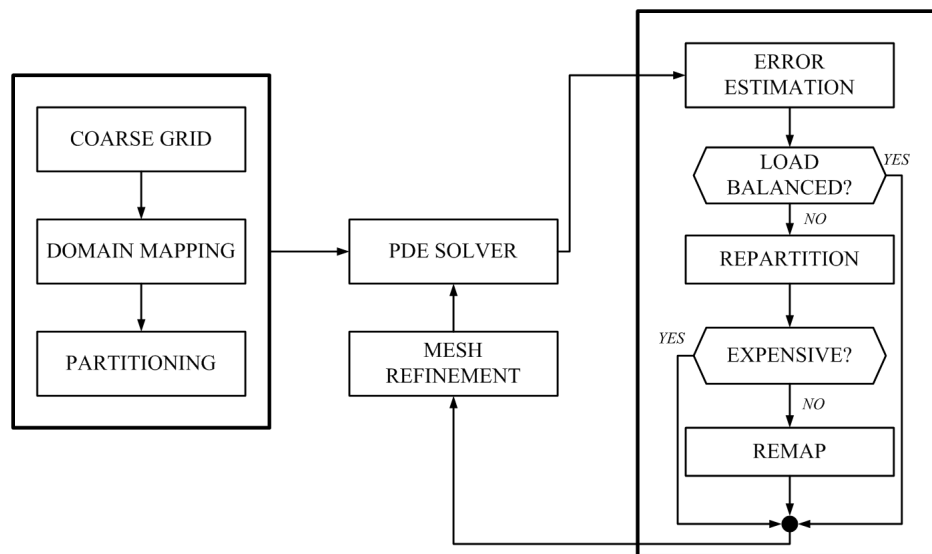 COARSE GRID
DOMAIN MAPPING
PARTITIONING
PDE SOLVER
MESH
REFINEMENT
ERROR
ESTIMATION
LOAD
BALANCED?
YES
NO
REPARTITION
YES
EXPENSIVE?
NO
REMAP